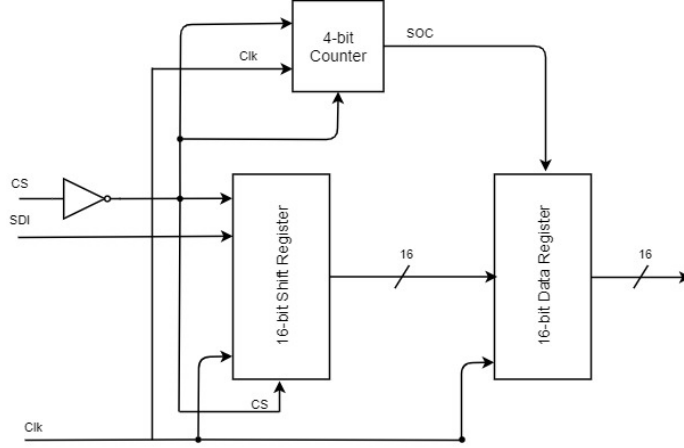 4-bit
Counter
SOC
Clk
CS
SDI
16-bit Shift Register
16
16-bit Data Register
16
CS
Clk